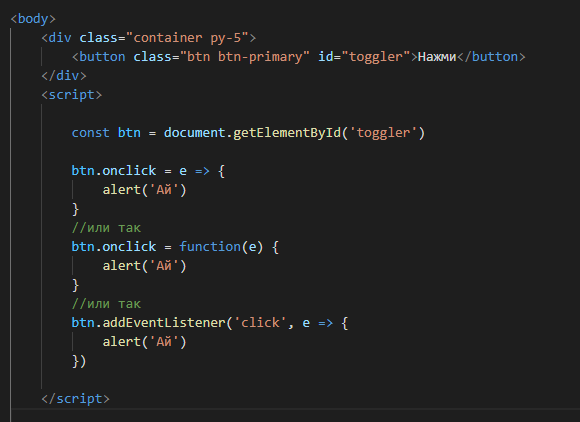 <body>
<div class="container py-5">
<button class="btn btn-primary" id="toggler">Нажми</button>
</div>
<script>
const btn = document.getElementById('toggler')
btn.onclick = e => {
alert('Ай')
}
//или так
btn.onclick = function(e) {
alert('Ай')
}
//или так
btn.addEventListener('click', e => {
alert('Ай')
})
</script>